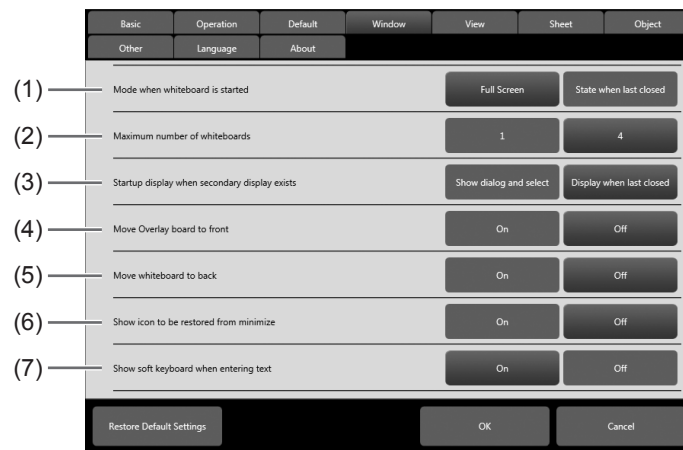 Basic Operation Default Window View Sheet Object
Other Language About
(1) Mode when whiteboard is started Full Screen State when last closed
(2) Maximum number of whiteboards 1 4
(3) Startup display when secondary display exists Show dialog and select Display when last closed
(4) Move Overlay board to front On Off
(5) Move whiteboard to back On Off
(6) Show icon to be restored from minimize On Off
(7) Show soft keyboard when entering text On Off
Restore Default Settings OK Cancel